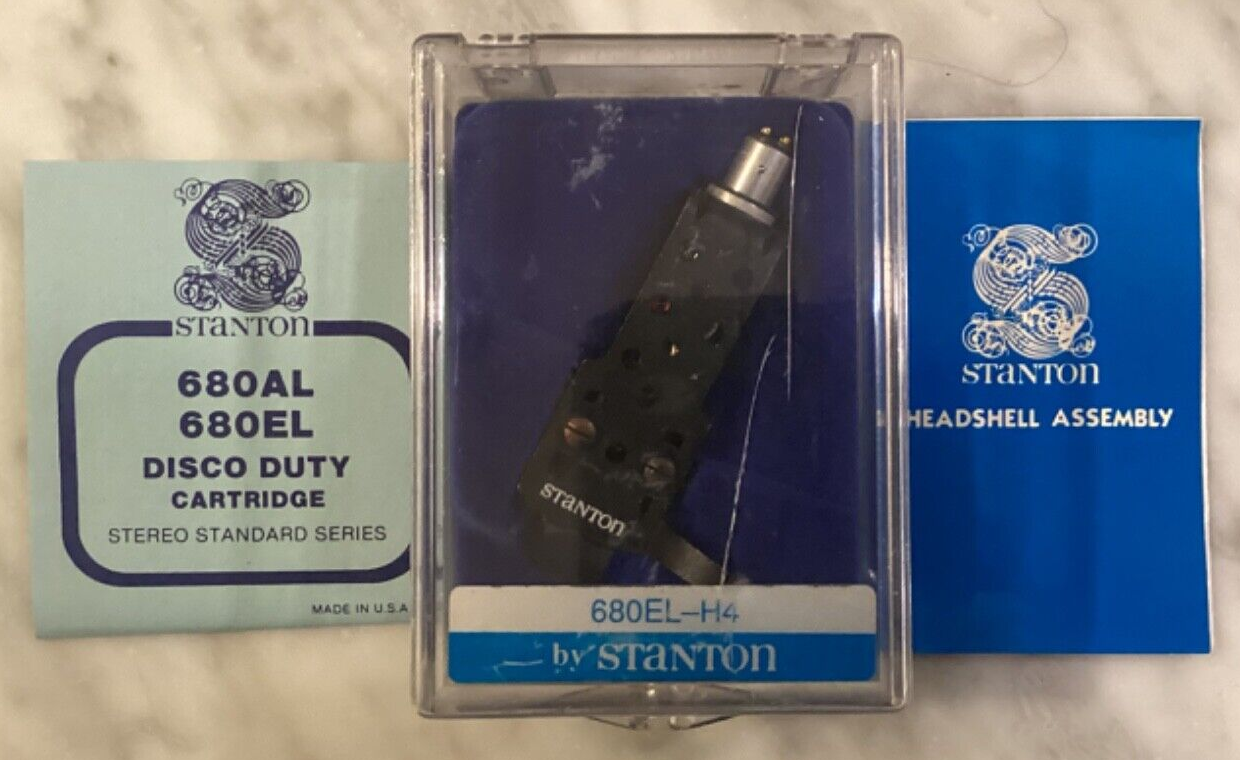 STANTON
680AL
680EL
DISCO DUTY
CARTRIDGE
STEREO STANDARD SERIES
MADE IN U.S.A
STANTON
680EL–H4
by STANTON
STANTON
HEADSHELL ASSEMBLY